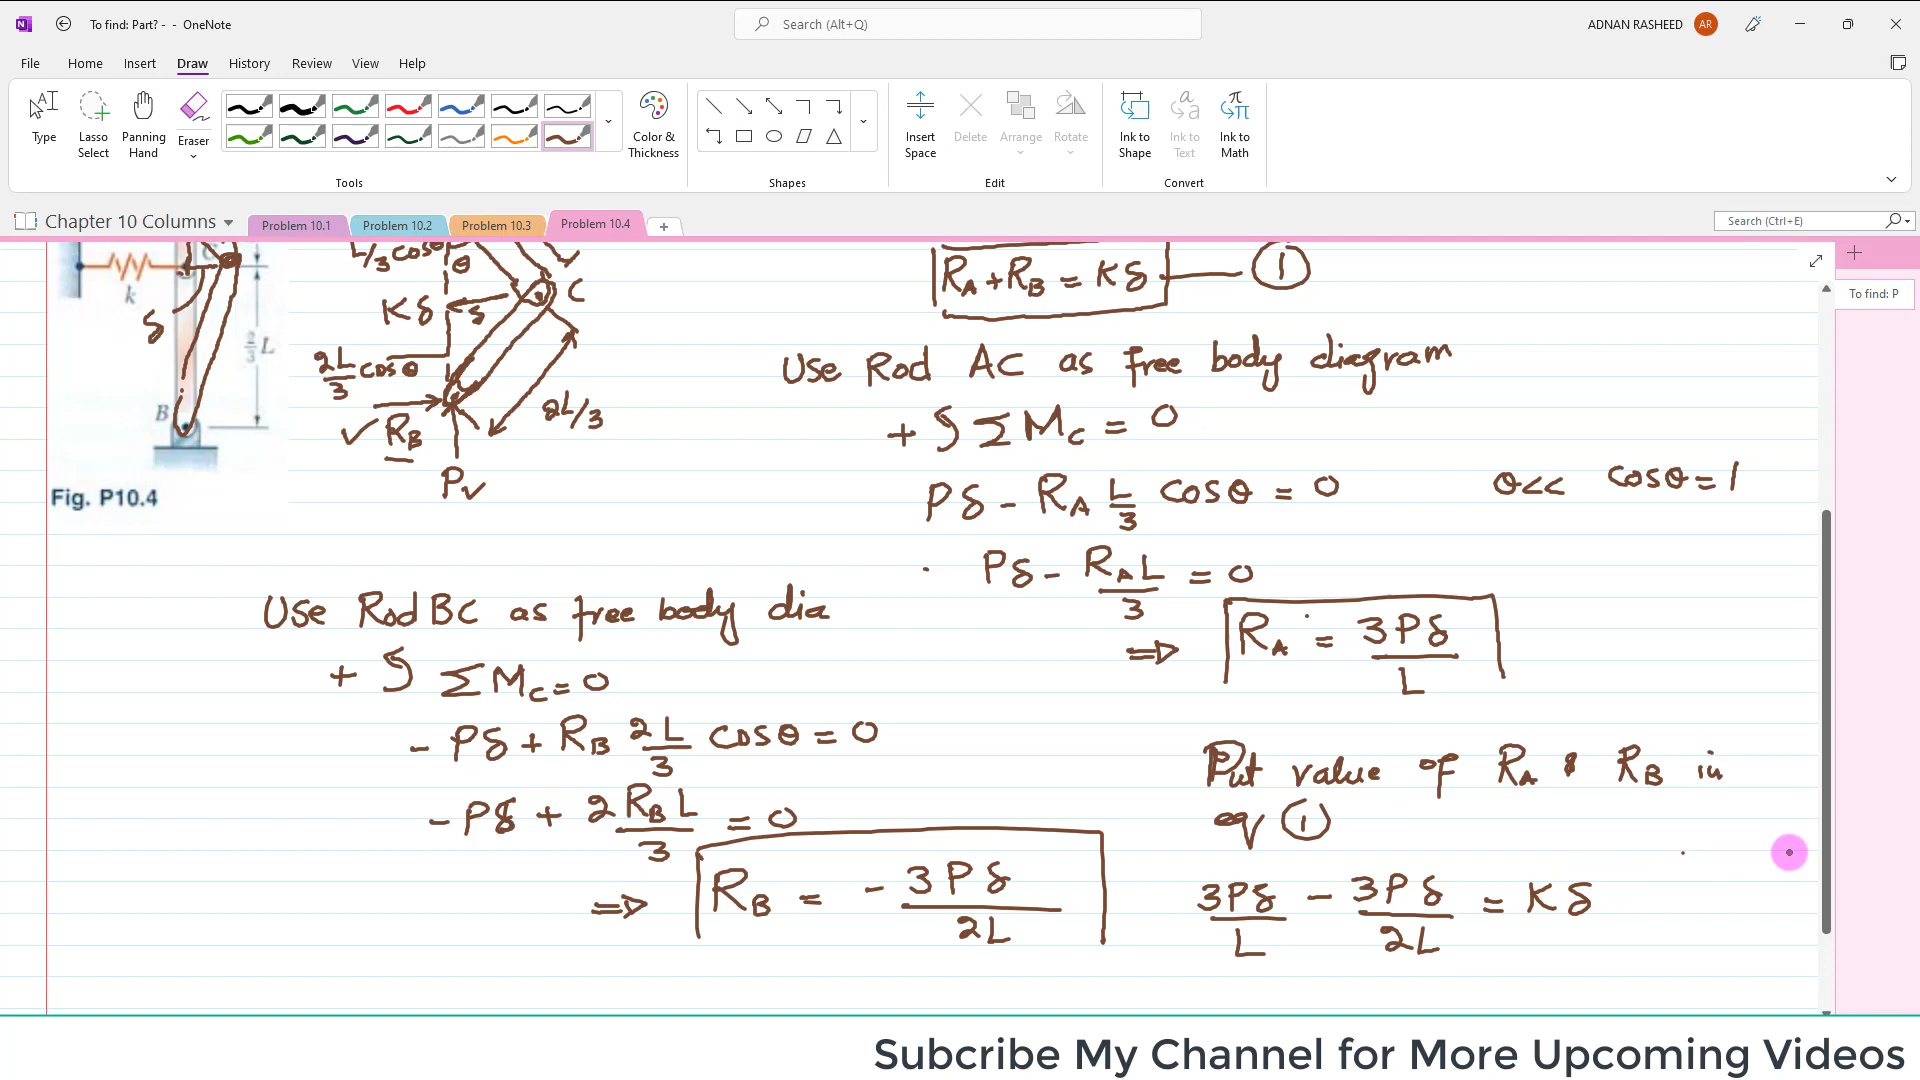 To find: Part? - - OneNote
Search (Alt+Q)
ADNAN RASHEED AR
File Home Insert Draw History Review View Help
Type
Lasso Select
Panning Hand
Eraser
Color & Thickness
Insert Space
Delete
Arrange
Rotate
Ink to Shape
Ink to Text
Ink to Math
Tools
Shapes
Edit
Convert
Chapter 10 Columns
Problem 10.1
Problem 10.2
Problem 10.3
Problem 10.4
Search (Ctrl+E)
To find: P
k
δ
2/3 L
B
Fig. P10.4
L/3 cosθ
θ
Kδ
δ
C
2L/3 cosθ
RB
2L/3
P
RA + RB = Kδ 1
Use Rod AC as free body diagram
+ Σ Mc = 0
Pδ - RA L/3 cosθ = 0
θ<< cosθ = 1
Pδ - RAL/3 = 0
⇒ RA = 3Pδ/L
Use Rod BC as free body dia
+ Σ Mc = 0
- Pδ + RB 2L/3 cosθ = 0
- Pδ + 2RBL/3 = 0
⇒ RB = - 3Pδ/2L
Put value of RA & RB in
eq 1
3Pδ/L - 3Pδ/2L = Kδ
Subcribe My Channel for More Upcoming Videos